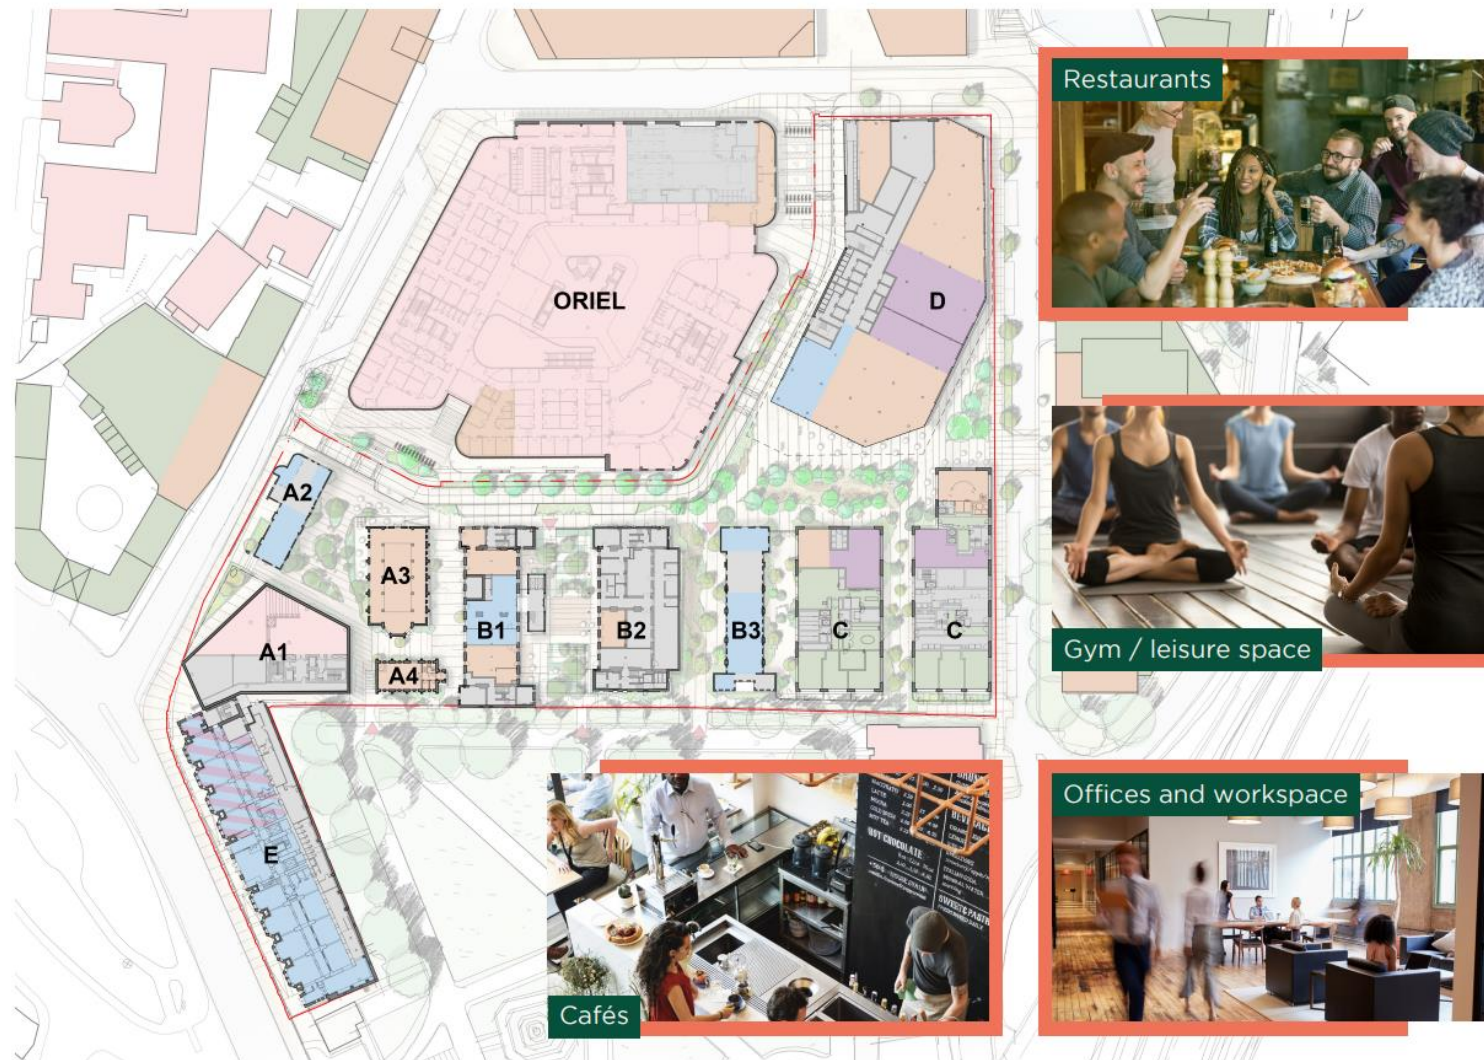 Restaurants
ORIEL
D
A2
A3
B1
B2
B3
C
C
A1
A4
Gym / leisure space
E
Offices and workspace
HOT CHOCOLATE
Cafés